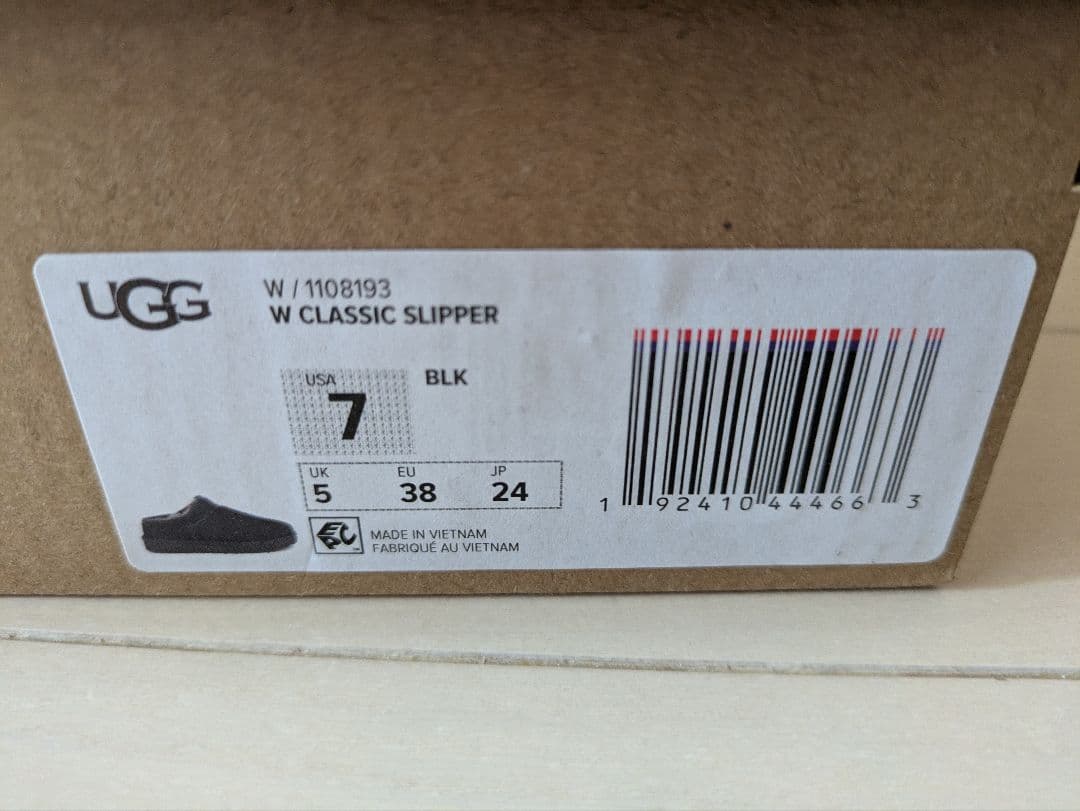 UGG
W / 1108193
W CLASSIC SLIPPER
USA
7
BLK
UK EU JP
5 38 24
EPC
MADE IN VIETNAM
FABRIQUÉ AU VIETNAM
1 92410 44466 3